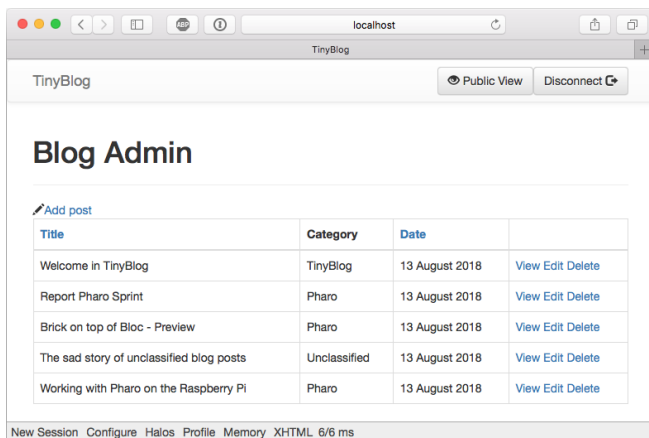 ABP localhost
TinyBlog
TinyBlog Public View Disconnect
Blog Admin
Add post
Title Category Date
Welcome in TinyBlog TinyBlog 13 August 2018 View Edit Delete
Report Pharo Sprint Pharo 13 August 2018 View Edit Delete
Brick on top of Bloc - Preview Pharo 13 August 2018 View Edit Delete
The sad story of unclassified blog posts Unclassified 13 August 2018 View Edit Delete
Working with Pharo on the Raspberry Pi Pharo 13 August 2018 View Edit Delete
New Session Configure Halos Profile Memory XHTML 6/6 ms